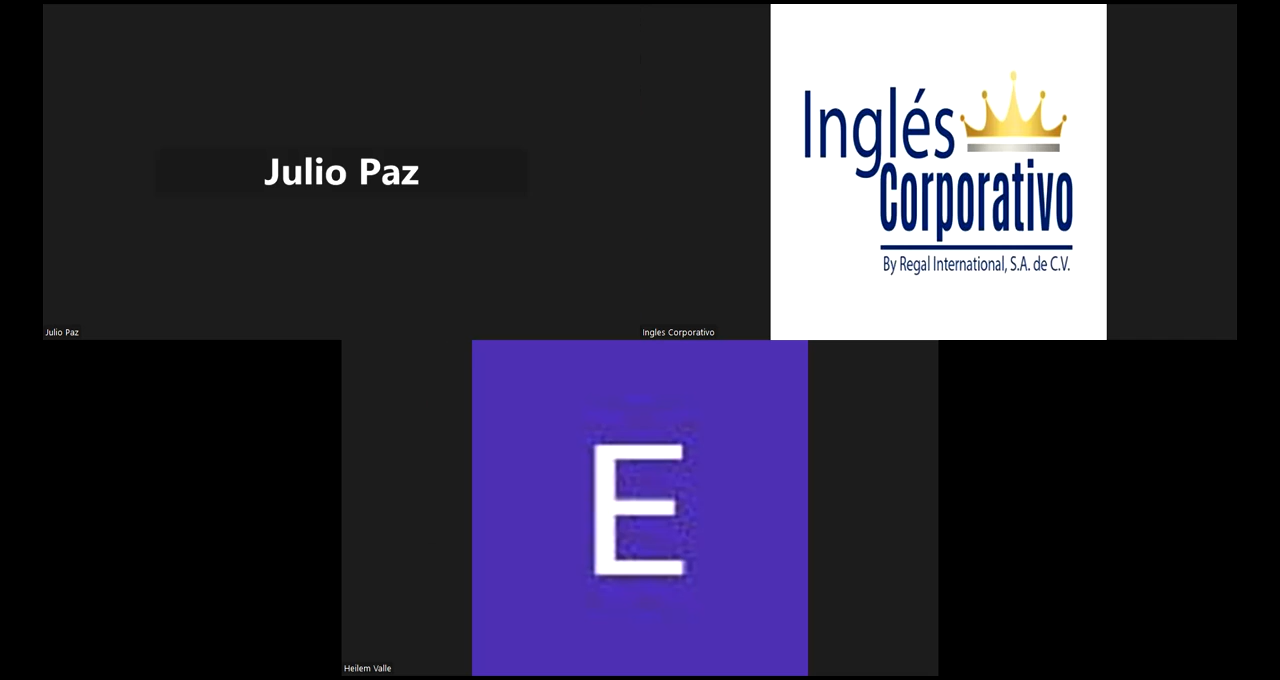 Julio Paz
Julio Paz
Inglés
Corporativo
By Regal International, S.A. de C.V.
Ingles Corporativo
E
Heilem Valle